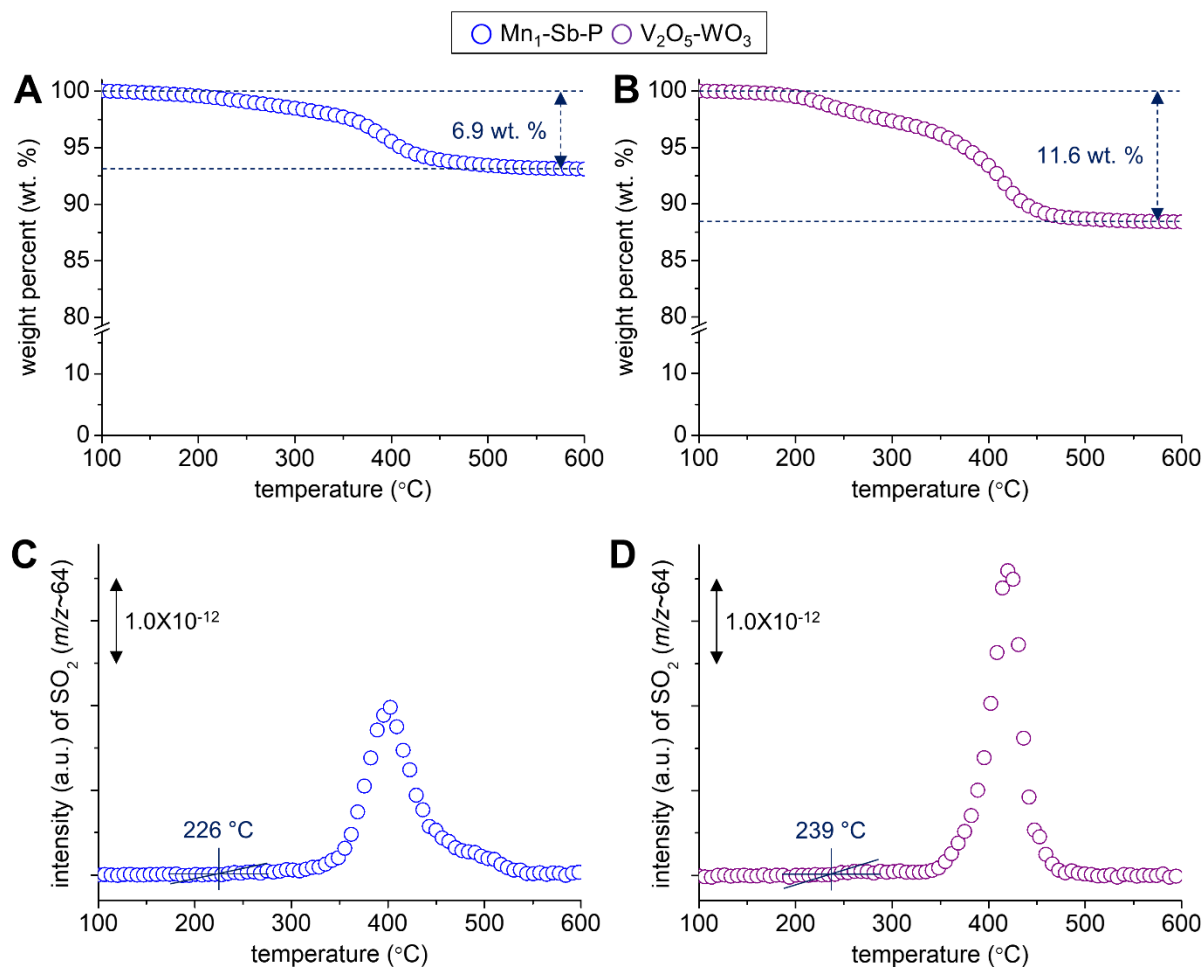 Mn₁-Sb-P V₂O₅-WO₃
A
weight percent (wt. %)
100
95
90
85
80
10
0
6.9 wt. %
100 200 300 400 500 600
temperature (°C)
B
weight percent (wt. %)
100
95
90
85
80
10
0
11.6 wt. %
100 200 300 400 500 600
temperature (°C)
C
intensity (a.u.) of SO₂ (m/z~64)
1.0X10⁻¹²
226 °C
100 200 300 400 500 600
temperature (°C)
D
intensity (a.u.) of SO₂ (m/z~64)
1.0X10⁻¹²
239 °C
100 200 300 400 500 600
temperature (°C)